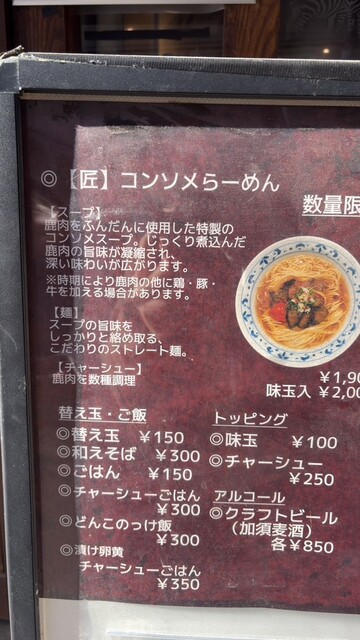 ◎【匠】コンソメらーめん
数量限
【スープ】
鹿肉をふんだんに使用した特製の
コンソメスープ。じっくり煮込んだ
鹿肉の旨味が凝縮され、
深い味わいが広がります。
※時期により鹿肉の他に鶏・豚・
牛を加える場合があります。
【麺】
スープの旨味を
しっかりと絡め取る、
こだわりのストレート麺。
【チャーシュー】
鹿肉を数種調理
￥1,90
味玉入 ￥2,00
替え玉・ご飯
◎替え玉 ￥150
◎和えそば ￥300
◎ごはん ￥150
◎チャーシューごはん
￥300
◎どんこのっけ飯
￥300
◎漬け卵黄
チャーシューごはん
￥350
トッピング
◎味玉 ￥100
◎チャーシュー
￥250
アルコール
◎クラフトビール
（加須麦酒）
各￥850